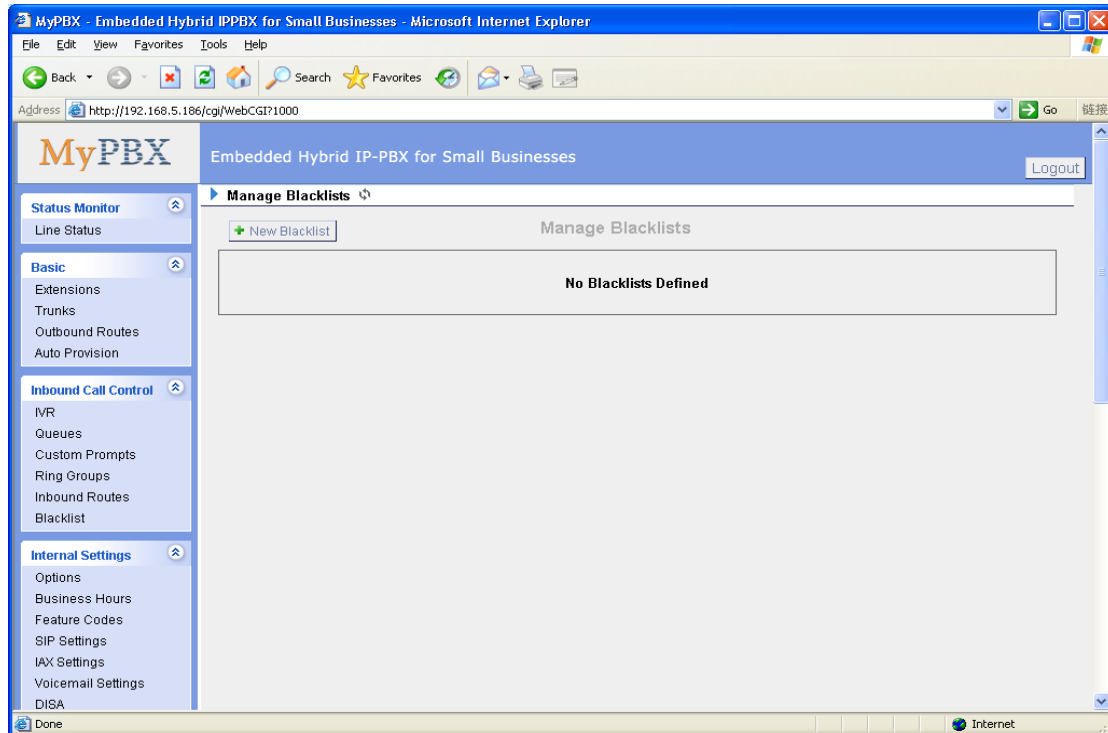 MyPBX - Embedded Hybrid IPPBX for Small Businesses - Microsoft Internet Explorer
File Edit View Favorites Tools Help
Back Search Favorites
Address http://192.168.5.186/cgi/WebCGI?1000 Go 链接
MyPBX
Embedded Hybrid IP-PBX for Small Businesses
Logout
Status Monitor
Line Status
Basic
Extensions
Trunks
Outbound Routes
Auto Provision
Inbound Call Control
IVR
Queues
Custom Prompts
Ring Groups
Inbound Routes
Blacklist
Internal Settings
Options
Business Hours
Feature Codes
SIP Settings
IAX Settings
Voicemail Settings
DISA
Manage Blacklists
New Blacklist
Manage Blacklists
No Blacklists Defined
Done
Internet